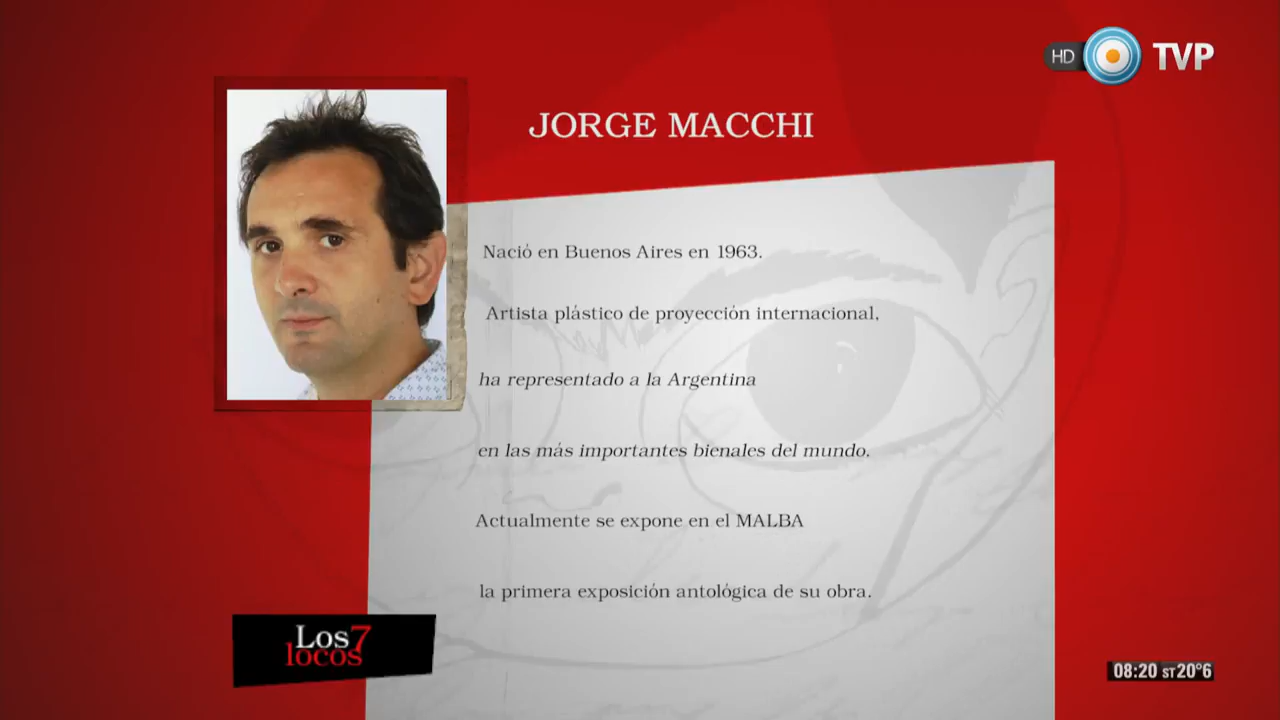 HD TVP
JORGE MACCHI
Nació en Buenos Aires en 1963.
Artista plástico de proyección internacional,
ha representado a la Argentina
en las más importantes bienales del mundo.
Actualmente se expone en el MALBA
la primera exposición antológica de su obra.
Los 7
locos
08:20 ST 20°6